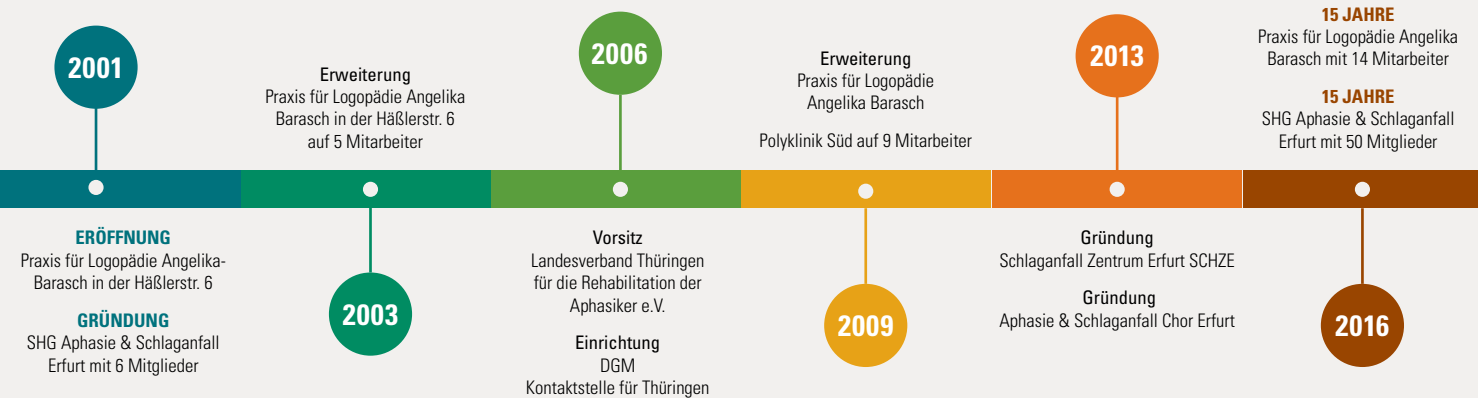 2001
ERÖFFNUNG
Praxis für Logopädie Angelika-
Barasch in der Häßlerstr. 6
GRÜNDUNG
SHG Aphasie & Schlaganfall
Erfurt mit 6 Mitglieder
Erweiterung
Praxis für Logopädie Angelika
Barasch in der Häßlerstr. 6
auf 5 Mitarbeiter
2003
2006
Vorsitz
Landesverband Thüringen
für die Rehabilitation der
Aphasiker e.V.
Einrichtung
DGM
Kontaktstelle für Thüringen
Erweiterung
Praxis für Logopädie
Angelika Barasch
Polyklinik Süd auf 9 Mitarbeiter
2009
2013
Gründung
Schlaganfall Zentrum Erfurt SCHZE
Gründung
Aphasie & Schlaganfall Chor Erfurt
15 JAHRE
Praxis für Logopädie Angelika
Barasch mit 14 Mitarbeiter
15 JAHRE
SHG Aphasie & Schlaganfall
Erfurt mit 50 Mitglieder
2016